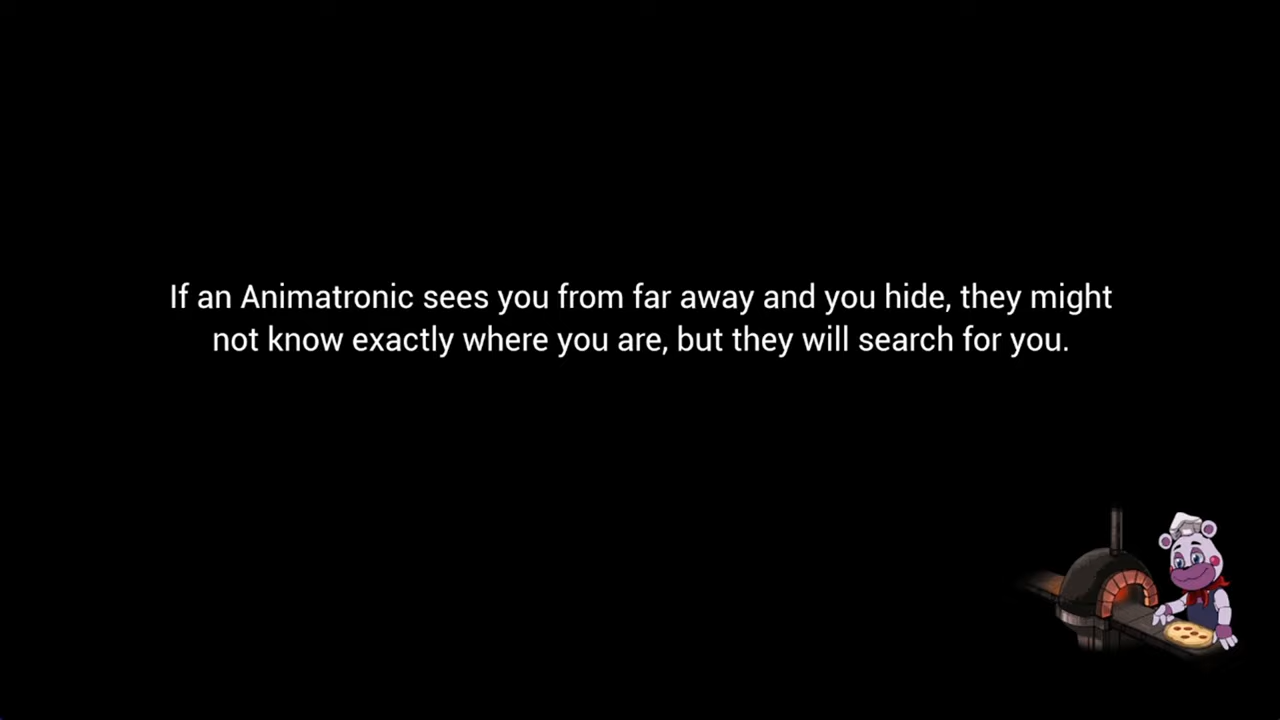 If an Animatronic sees you from far away and you hide, they might
not know exactly where you are, but they will search for you.